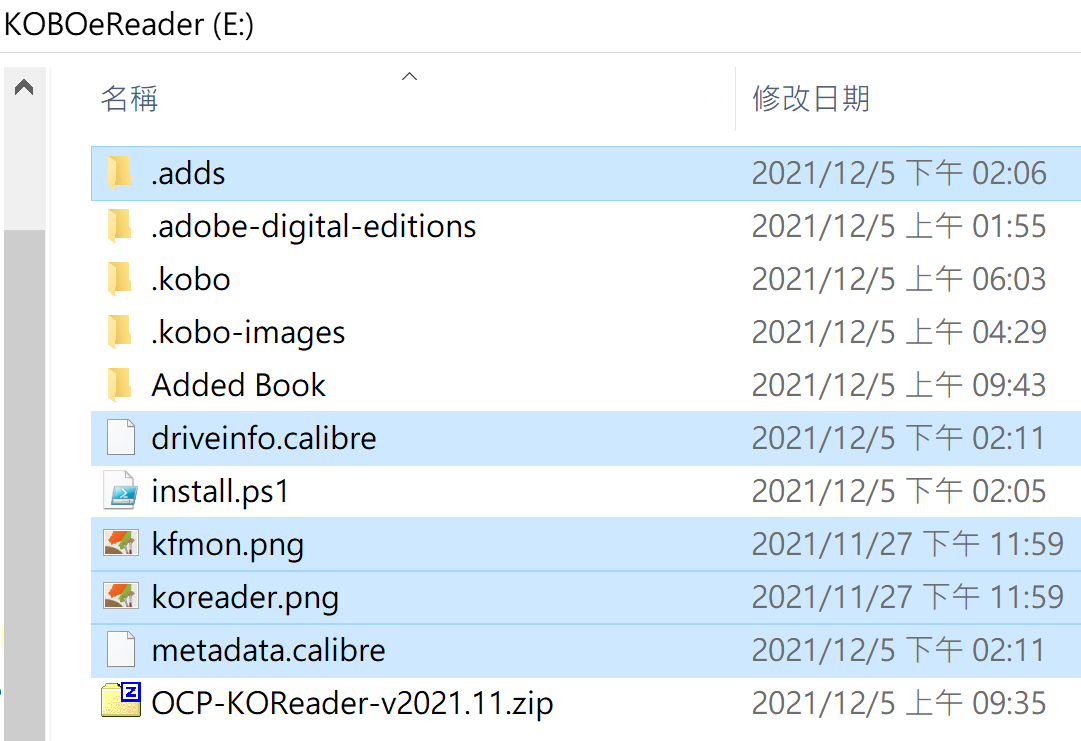 KOBOeReader (E:)
名稱 修改日期
.adds 2021/12/5 下午 02:06
.adobe-digital-editions 2021/12/5 上午 01:55
.kobo 2021/12/5 上午 06:03
.kobo-images 2021/12/5 上午 04:29
Added Book 2021/12/5 上午 09:43
driveinfo.calibre 2021/12/5 下午 02:11
install.ps1 2021/12/5 下午 02:05
kfmon.png 2021/11/27 下午 11:59
koreader.png 2021/11/27 下午 11:59
metadata.calibre 2021/12/5 下午 02:11
OCP-KOReader-v2021.11.zip 2021/12/5 上午 09:35